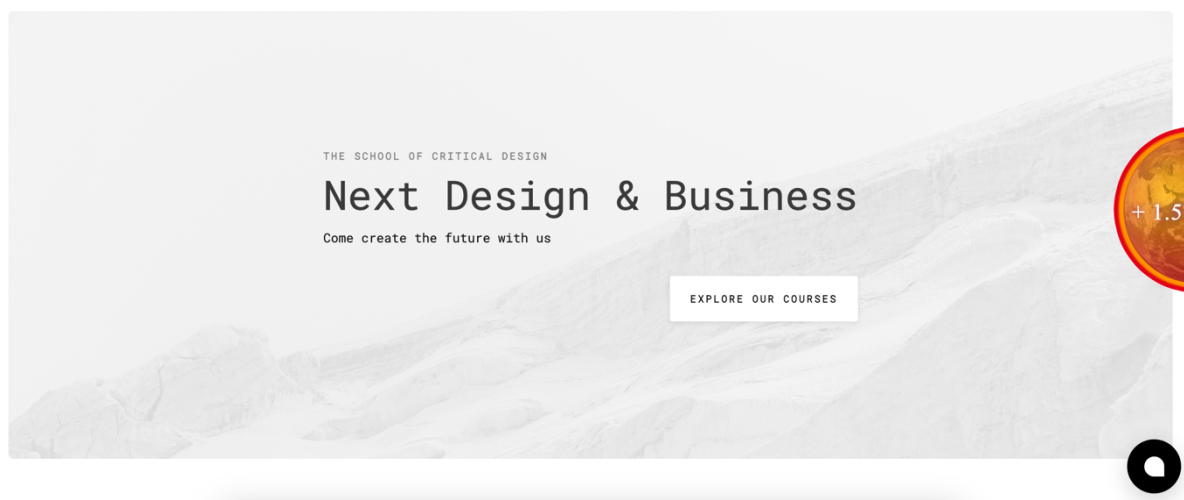 THE SCHOOL OF CRITICAL DESIGN
Next Design & Business
Come create the future with us
+ 1.5
EXPLORE OUR COURSES